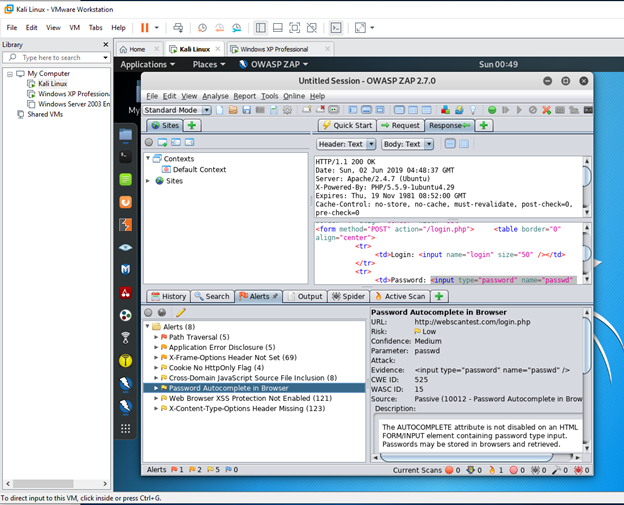 Kali Linux - VMware Workstation
File Edit View VM Tabs Help
Library
Type here to search
My Computer
Kali Linux
Windows XP Profession
Windows Server 2003 En
Shared VMs
Home Kali Linux Windows XP Professional
Applications Places OWASP ZAP Sun 00:49
My
Untitled Session - OWASP ZAP 2.7.0
File Edit View Analyse Report Tools Online Help
Standard Mode
Sites
Quick Start Request Response
Contexts
Default Context
Sites
Header: Text Body: Text
HTTP/1.1 200 OK
Date: Sun, 02 Jun 2019 04:48:37 GMT
Server: Apache/2.4.7 (Ubuntu)
X-Powered-By: PHP/5.5.9-1ubuntu4.29
Expires: Thu, 19 Nov 1981 08:52:00 GMT
Cache-Control: no-store, no-cache, must-revalidate, post-check=0,
pre-check=0
<form method="POST" action="/login.php"> <table border="0"
align="center">
<tr>
<td>Login: <input name="login" size="50" /></td>
</tr>
<tr>
<td>Password: <input type="password" name="passwd"
History Search Alerts Output Spider Active Scan
Alerts (8)
Path Traversal (5)
Application Error Disclosure (5)
X-Frame-Options Header Not Set (69)
Cookie No HttpOnly Flag (4)
Cross-Domain JavaScript Source File Inclusion (8)
Password Autocomplete in Browser
Web Browser XSS Protection Not Enabled (121)
X-Content-Type-Options Header Missing (123)
Password Autocomplete in Browser
URL: http://webscantest.com/login.php
Risk: Low
Confidence: Medium
Parameter: passwd
Attack:
Evidence: <input type="password" name="passwd" />
CWE ID: 525
WASC ID: 15
Source: Passive (10012 - Password Autocomplete in Brow
Description:
The AUTOCOMPLETE attribute is not disabled on an HTML
FORM/INPUT element containing password type input.
Passwords may be stored in browsers and retrieved.
Alerts 1 2 5 0 Current Scans 0 0 1 0 0 0 0
To direct input to this VM, click inside or press Ctrl+G.